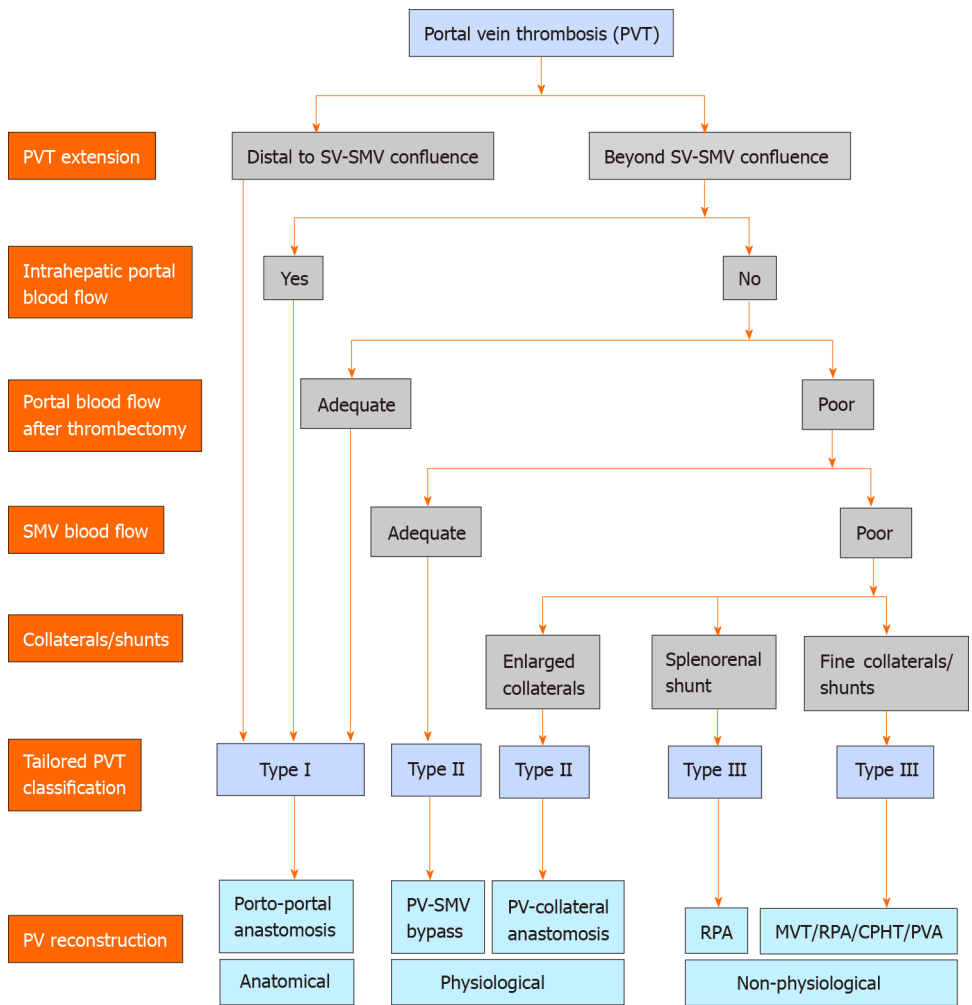 Portal vein thrombosis (PVT)
PVT extension
Distal to SV-SMV confluence
Beyond SV-SMV confluence
Intrahepatic portal
blood flow
Yes
No
Portal blood flow
after thrombectomy
Adequate
Poor
SMV blood flow
Adequate
Poor
Collaterals/shunts
Enlarged
collaterals
Splenorenal
shunt
Fine collaterals/
shunts
Tailored PVT
classification
Type I
Type II
Type II
Type III
Type III
PV reconstruction
Porto-portal
anastomosis
PV-SMV
bypass
PV-collateral
anastomosis
RPA
MVT/RPA/CPHT/PVA
Anatomical
Physiological
Non-physiological